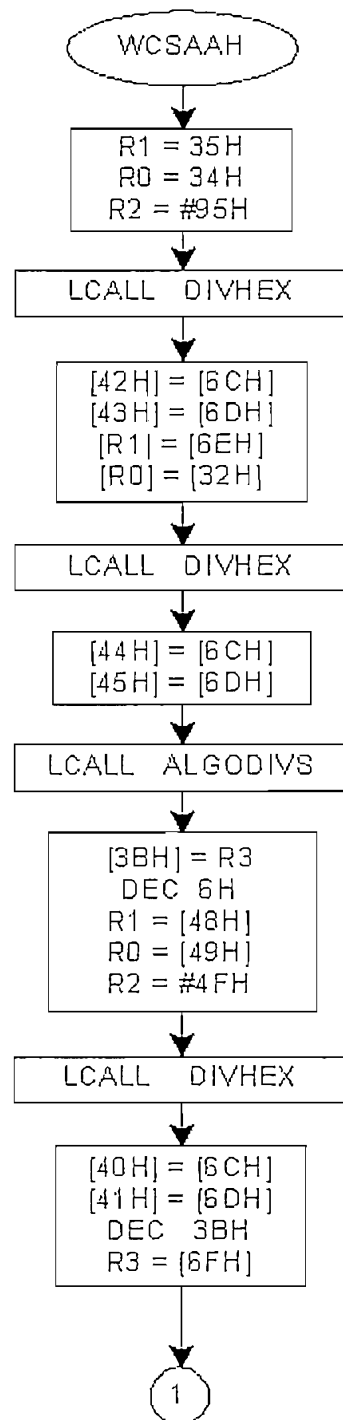 WCSAAH
R1 = 35H
R0 = 34H
R2 = #95H
LCALL DIVHEX
[42H] = [6CH]
[43H] = [6DH]
[R1] = [6EH]
[R0] = [32H]
LCALL DIVHEX
[44H] = [6CH]
[45H] = [6DH]
LCALL ALGODIVS
[3BH] = R3
DEC 6H
R1 = [48H]
R0 = [49H]
R2 = #4FH
LCALL DIVHEX
[40H] = [6CH]
[41H] = [6DH]
DEC 3BH
R3 = [6FH]
1